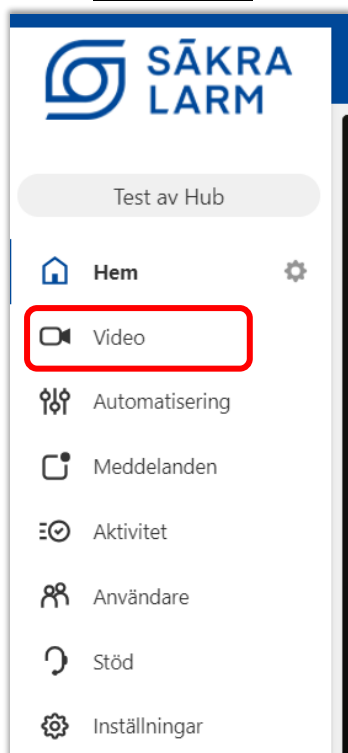 SĀKRA
LARM
Test av Hub
Hem
Video
Automatisering
Meddelanden
Aktivitet
Användare
Stöd
Inställningar